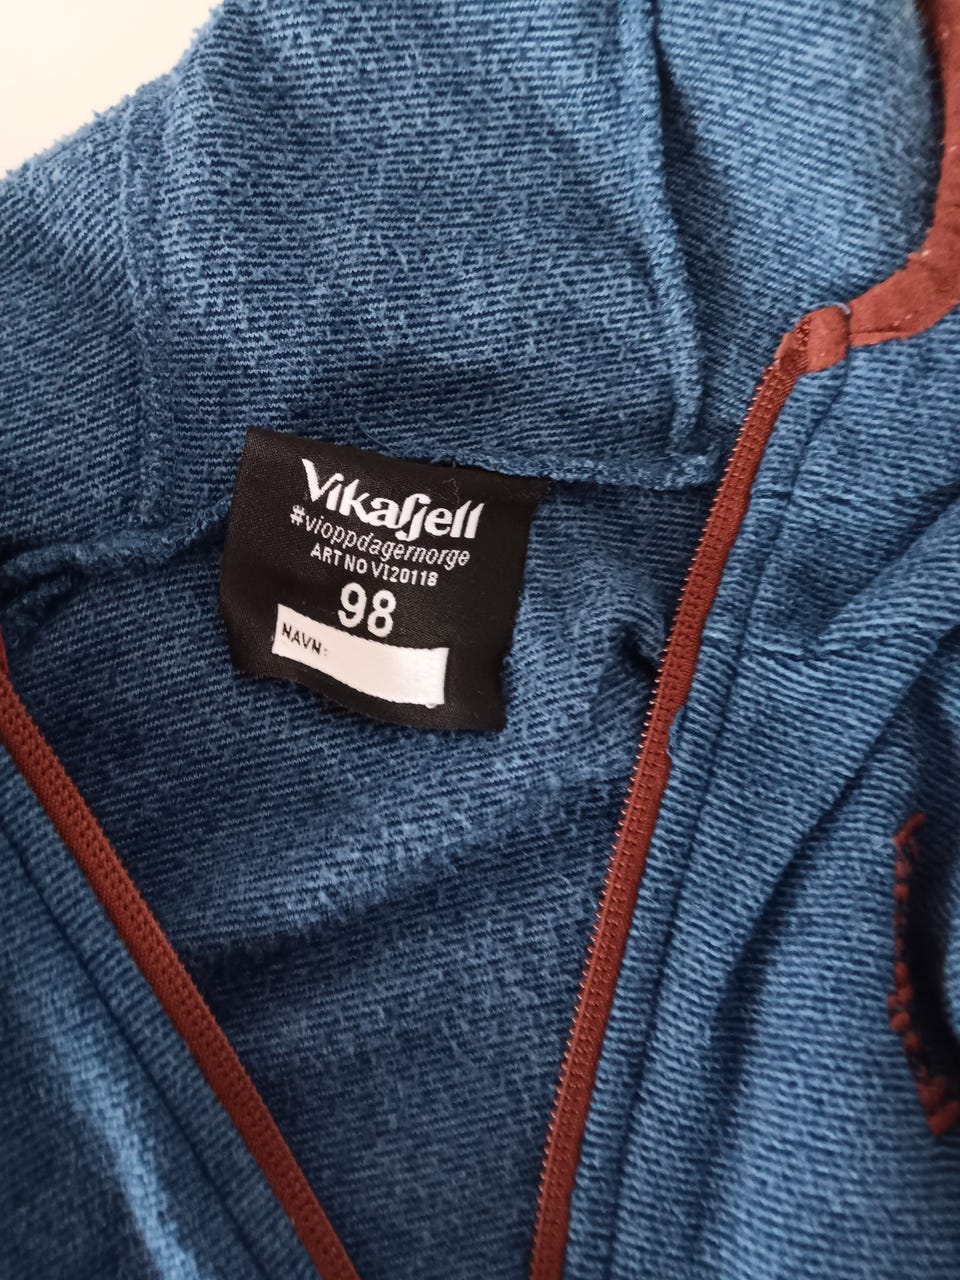 Vikafjell
#vioppdagernorge
ART NO VI20118
98
NAVN: